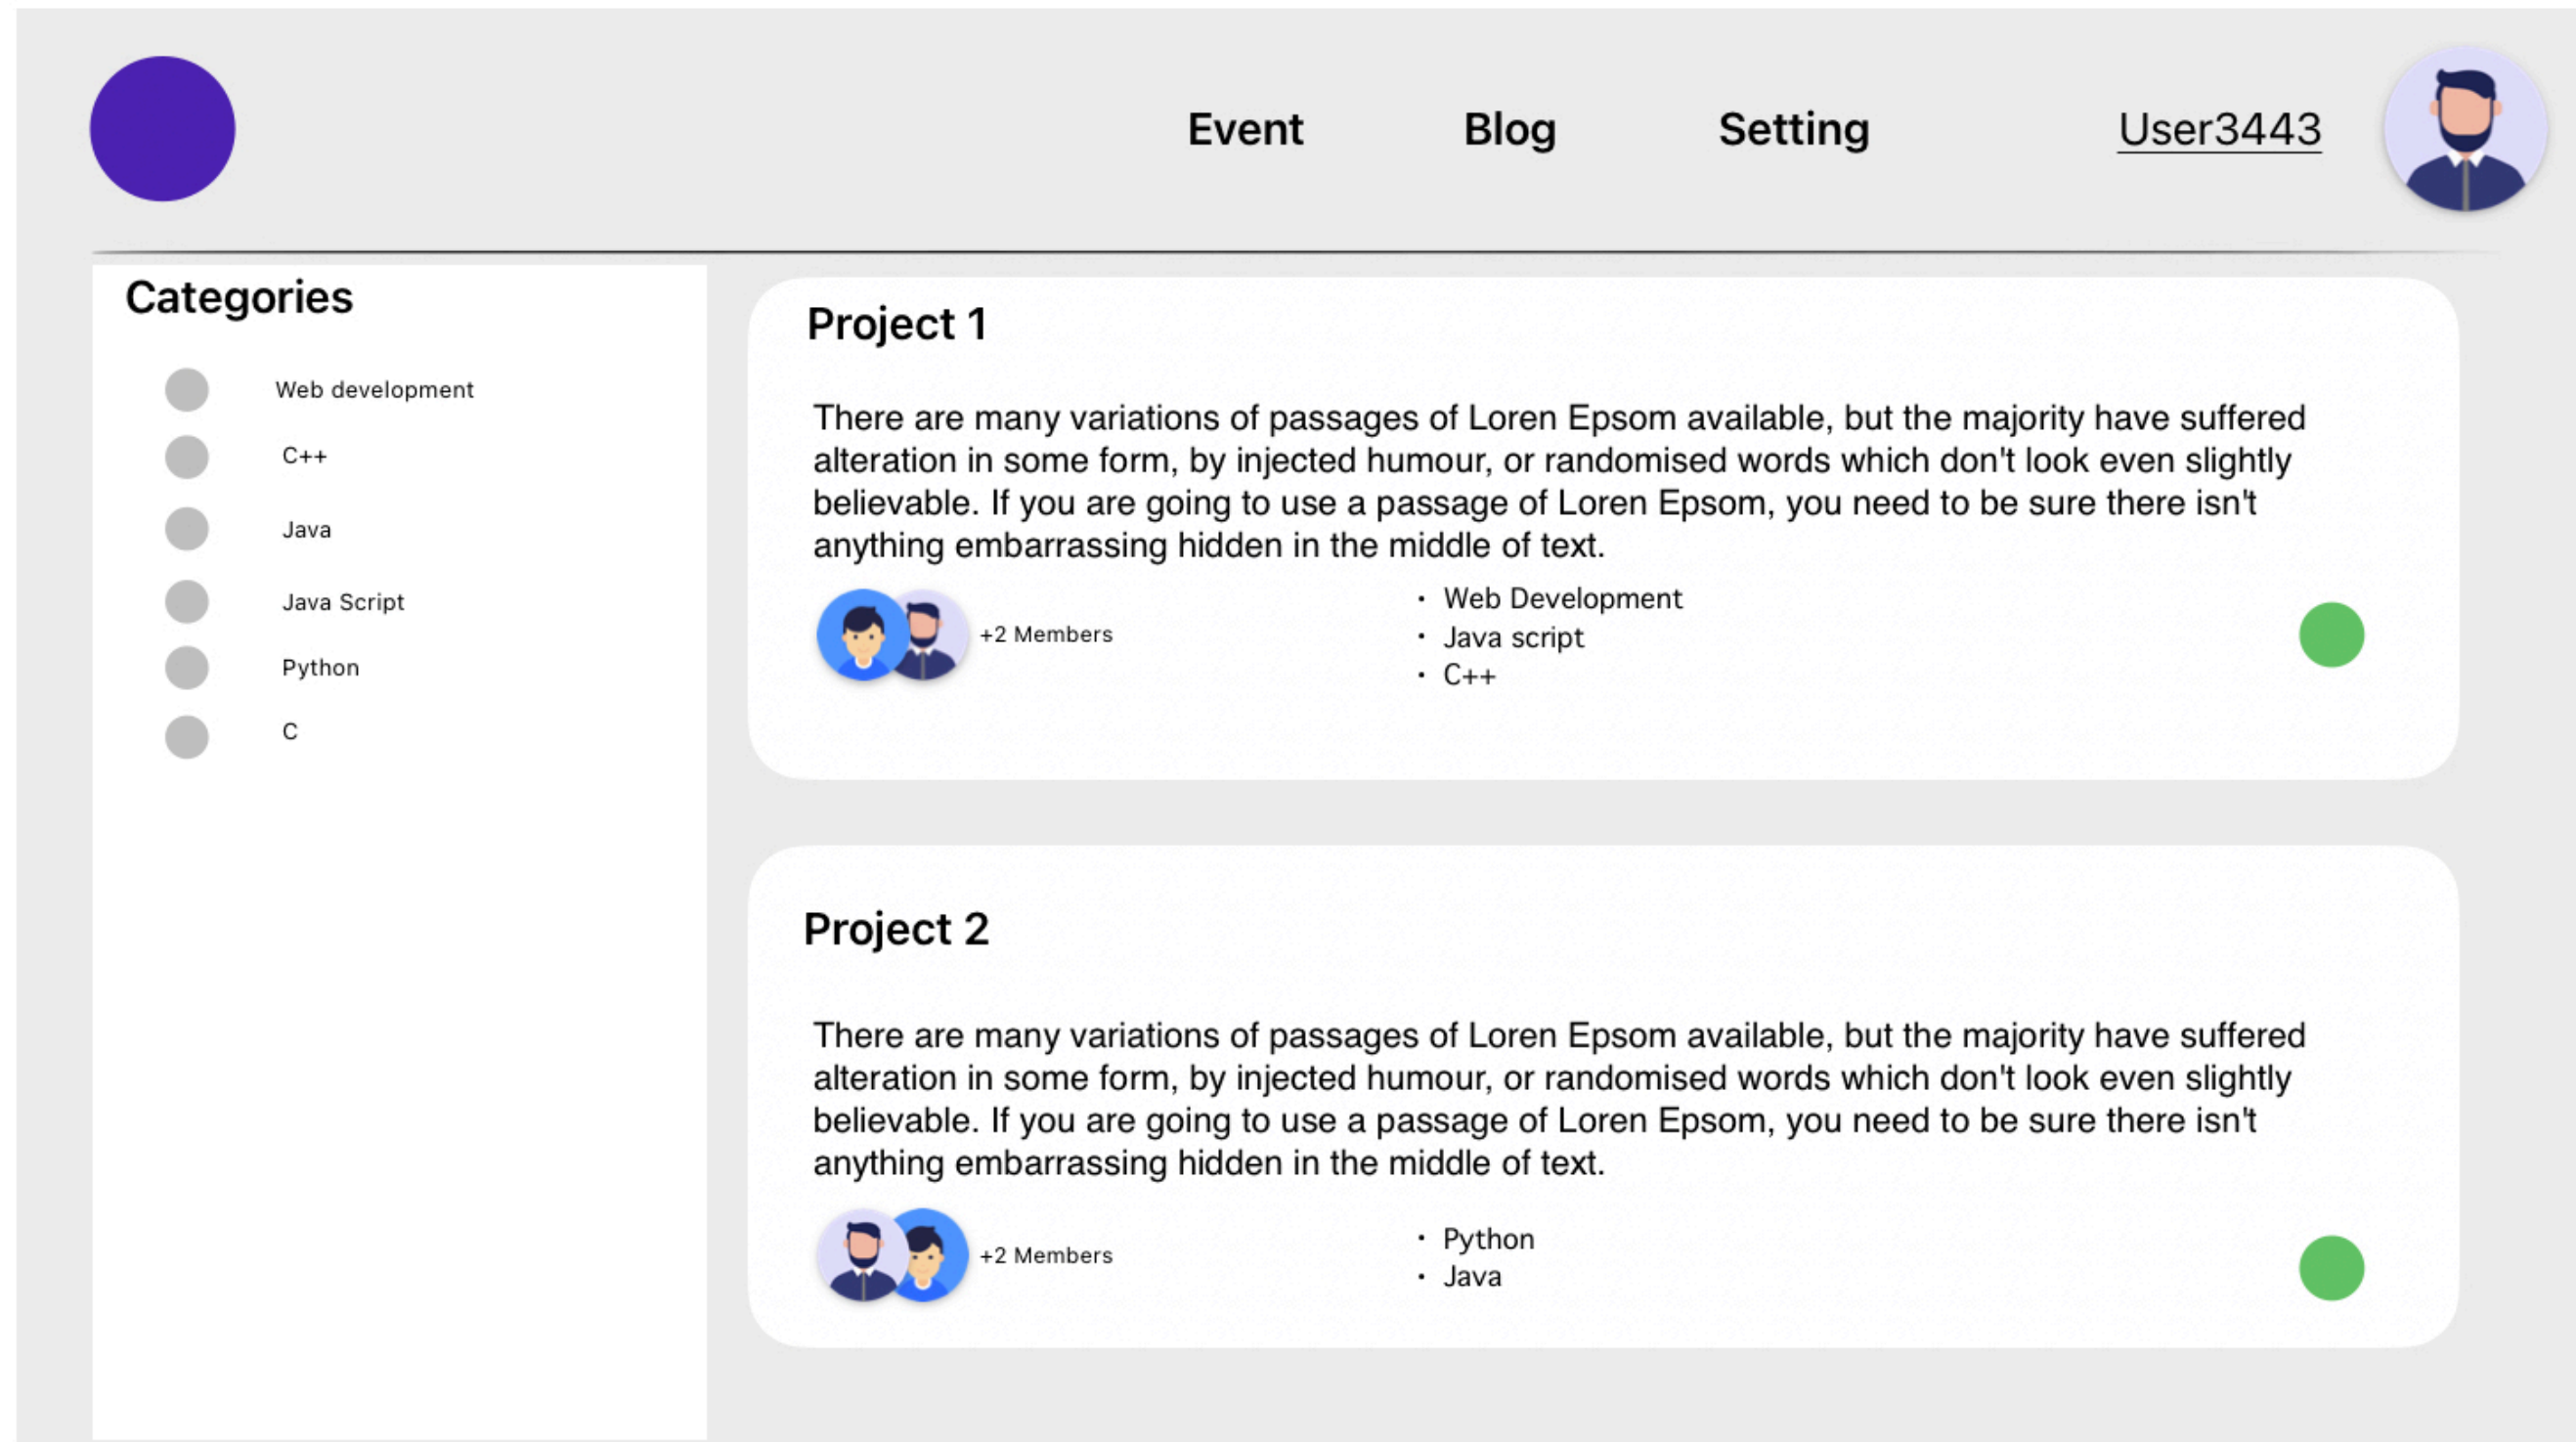 Event Blog Setting User3443
Categories
Web development
C++
Java
Java Script
Python
C
Project 1
There are many variations of passages of Loren Epsom available, but the majority have suffered
alteration in some form, by injected humour, or randomised words which don't look even slightly
believable. If you are going to use a passage of Loren Epsom, you need to be sure there isn't
anything embarrassing hidden in the middle of text.
+2 Members
• Web Development
• Java script
• C++
Project 2
There are many variations of passages of Loren Epsom available, but the majority have suffered
alteration in some form, by injected humour, or randomised words which don't look even slightly
believable. If you are going to use a passage of Loren Epsom, you need to be sure there isn't
anything embarrassing hidden in the middle of text.
+2 Members
• Python
• Java